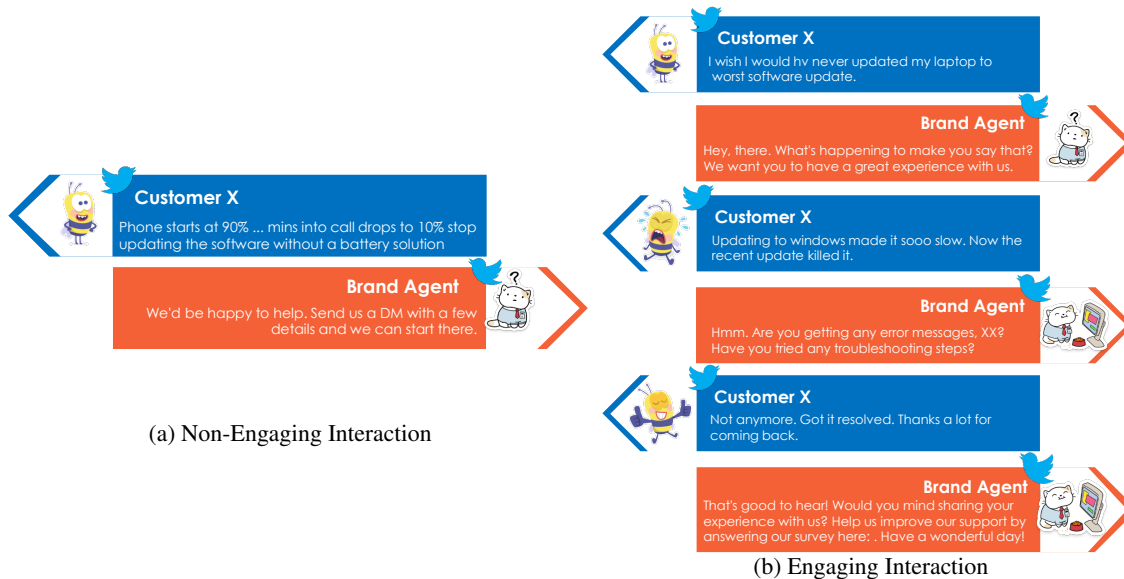 Customer X
Phone starts at 90% ... mins into call drops to 10% stop
updating the software without a battery solution
Brand Agent
We'd be happy to help. Send us a DM with a few
details and we can start there.
(a) Non-Engaging Interaction
Customer X
I wish I would hv never updated my laptop to
worst software update.
Brand Agent
Hey, there. What's happening to make you say that?
We want you to have a great experience with us.
Customer X
Updating to windows made it sooo slow. Now the
recent update killed it.
Brand Agent
Hmm. Are you getting any error messages, XX?
Have you tried any troubleshooting steps?
Customer X
Not anymore. Got it resolved. Thanks a lot for
coming back.
Brand Agent
That's good to hear! Would you mind sharing your
experience with us? Help us improve our support by
answering our survey here: . Have a wonderful day!
(b) Engaging Interaction